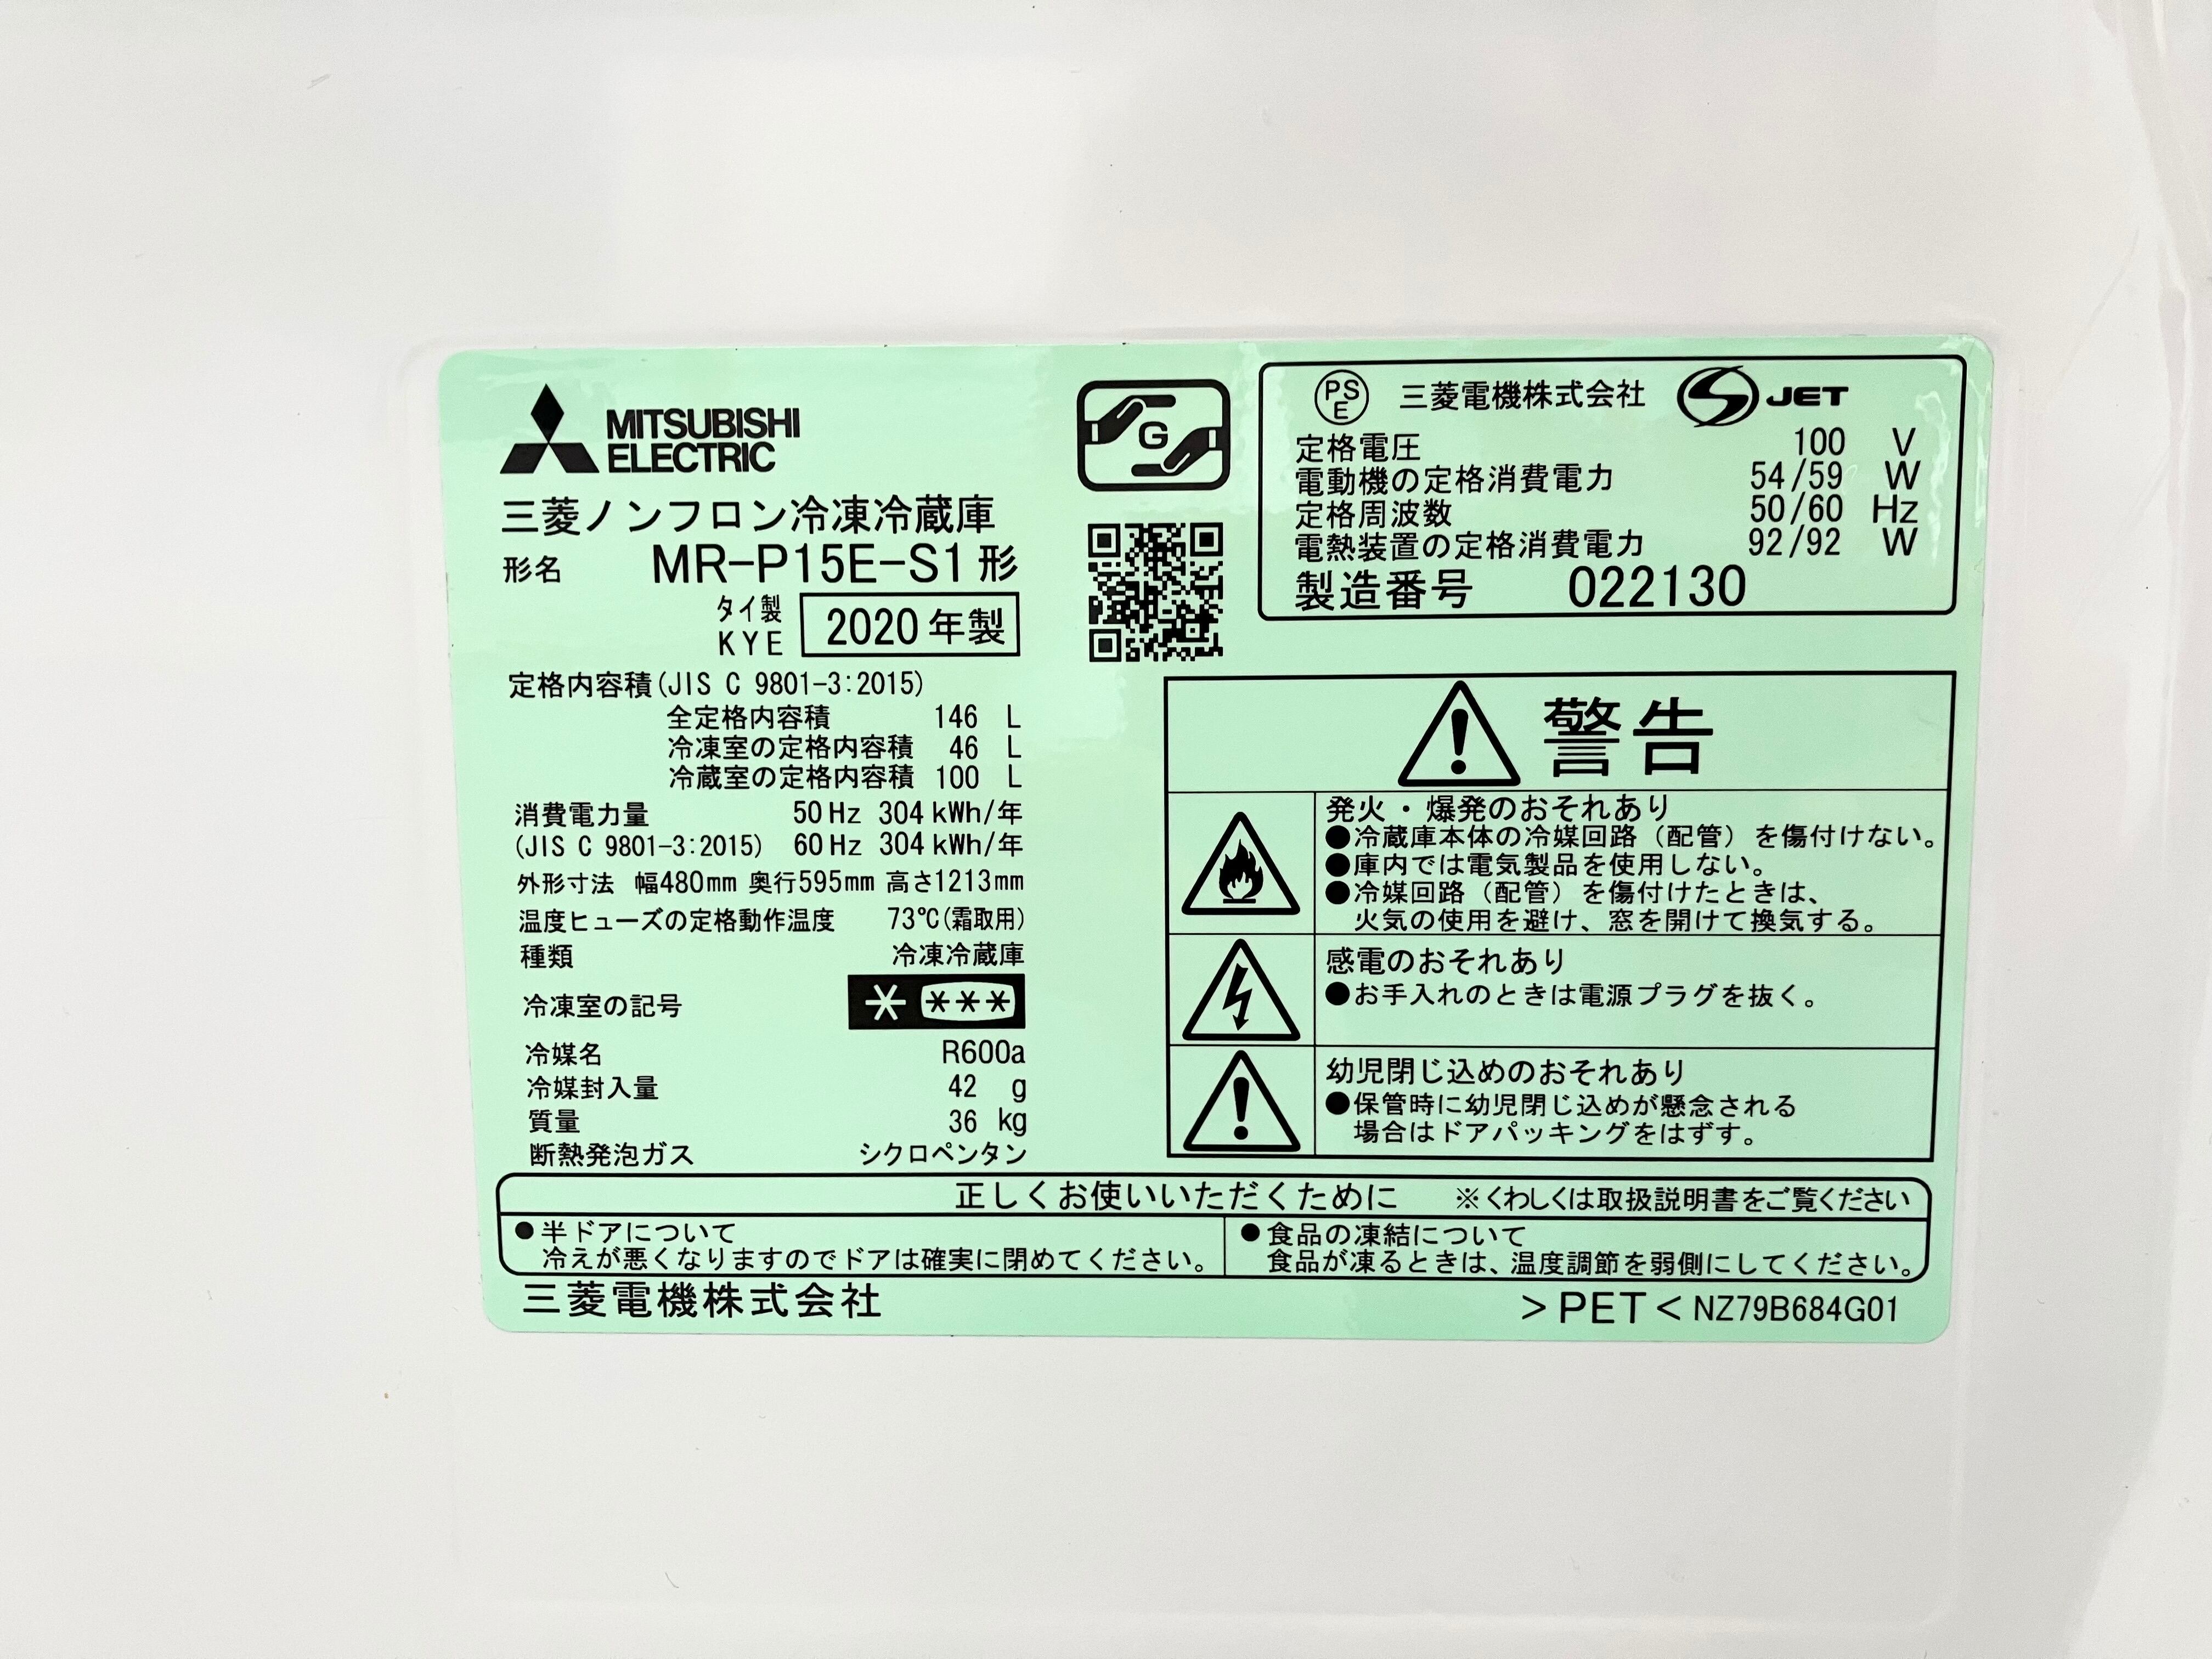 MITSUBISHI
ELECTRIC
三菱ノンフロン冷凍冷蔵庫
形名 MR-P15E-S1形
タイ製
KYE 2020年製
定格内容積(JIS C 9801-3:2015)
全定格内容積 146 L
冷凍室の定格内容積 46 L
冷蔵室の定格内容積 100 L
消費電力量 50Hz 304kWh/年
(JIS C 9801-3:2015) 60Hz 304kWh/年
外形寸法 幅480mm 奥行595mm 高さ1213mm
温度ヒューズの定格動作温度 73℃(霜取用)
種類 冷凍冷蔵庫
冷凍室の記号 * ***
冷媒名 R600a
冷媒封入量 42 g
質量 36 kg
断熱発泡ガス シクロペンタン
G
PS
E
三菱電機株式会社 S JET
定格電圧 100 V
電動機の定格消費電力 54/59 W
定格周波数 50/60 Hz
電熱装置の定格消費電力 92/92 W
製造番号 022130
警告
発火・爆発のおそれあり
●冷蔵庫本体の冷媒回路（配管）を傷付けない。
●庫内では電気製品を使用しない。
●冷媒回路（配管）を傷付けたときは、
火気の使用を避け、窓を開けて換気する。
感電のおそれあり
●お手入れのときは電源プラグを抜く。
幼児閉じ込めのおそれあり
●保管時に幼児閉じ込めが懸念される
場合はドアパッキングをはずす。
正しくお使いいただくために ※くわしくは取扱説明書をご覧ください
●半ドアについて
冷えが悪くなりますのでドアは確実に閉めてください。
●食品の凍結について
食品が凍るときは、温度調節を弱側にしてください。
三菱電機株式会社
>PET< NZ79B684G01